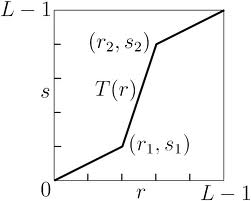 L − 1
(r₂, s₂)
s
T(r)
(r₁, s₁)
0
r
L − 1